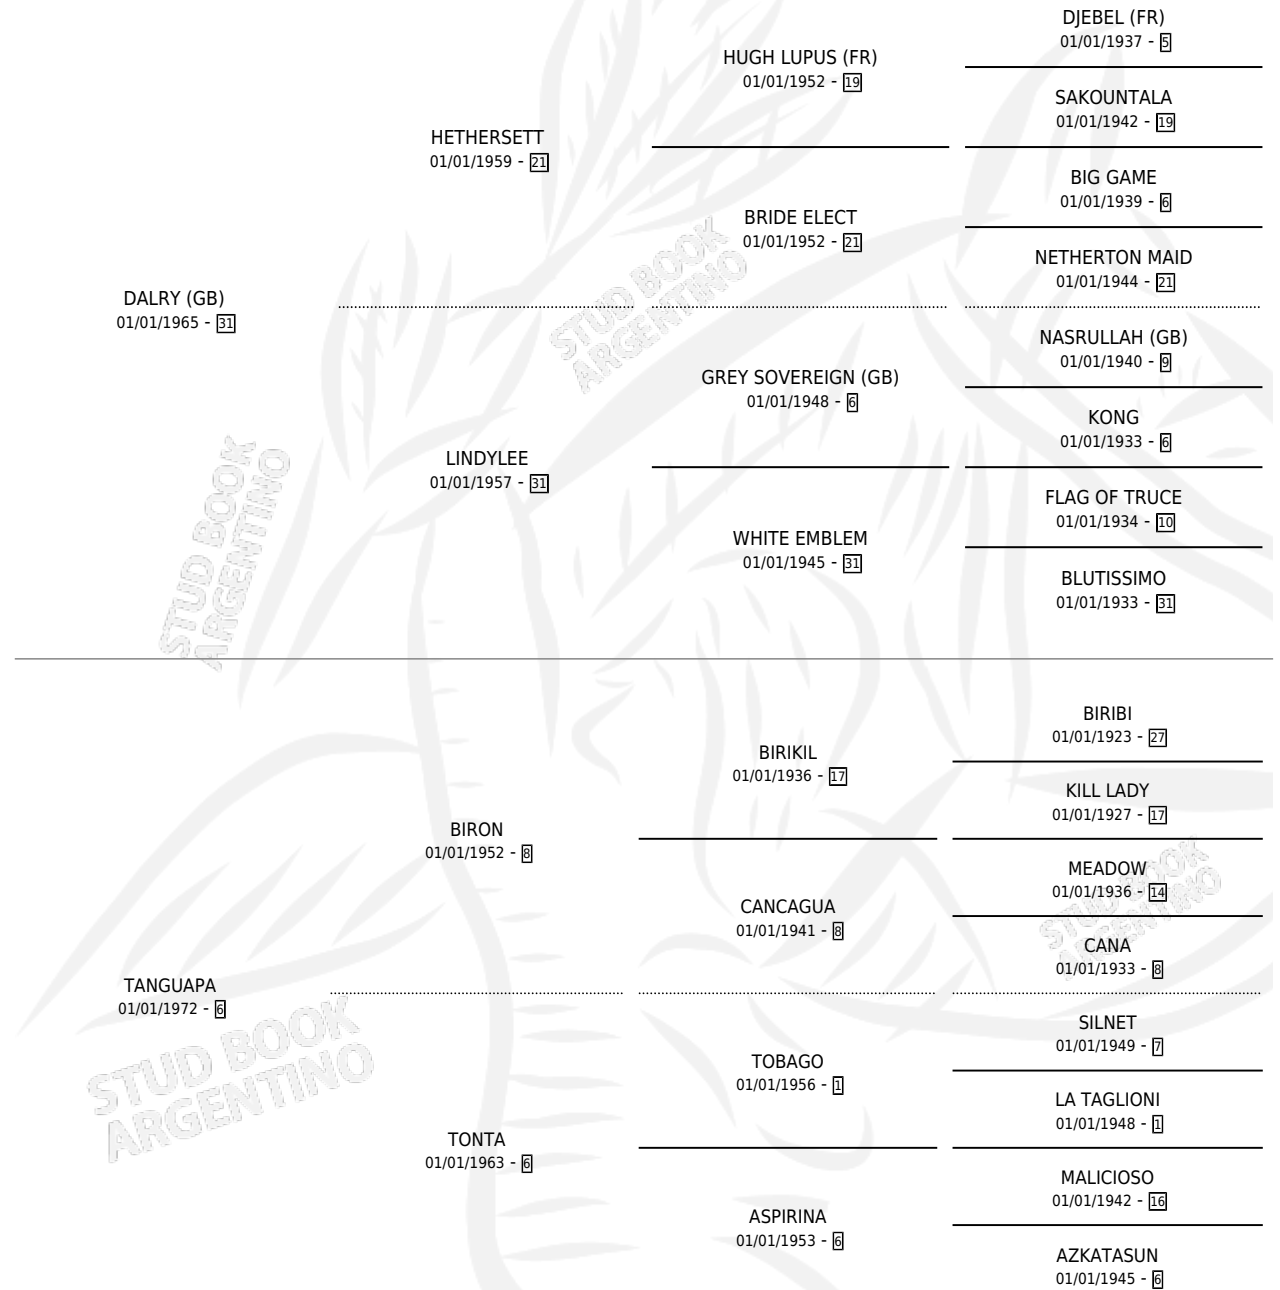 DJEBEL (FR)
01/01/1937 - 5
HUGH LUPUS (FR)
01/01/1952 - 19
SAKOUNTALA
01/01/1942 - 19
HETHERSETT
01/01/1959 - 21
BIG GAME
01/01/1939 - 6
BRIDE ELECT
01/01/1952 - 21
NETHERTON MAID
01/01/1944 - 21
DALRY (GB)
01/01/1965 - 31
NASRULLAH (GB)
01/01/1940 - 9
GREY SOVEREIGN (GB)
01/01/1948 - 6
KONG
01/01/1933 - 6
LINDYLEE
01/01/1957 - 31
FLAG OF TRUCE
01/01/1934 - 10
WHITE EMBLEM
01/01/1945 - 31
BLUTISSIMO
01/01/1933 - 31
BIRIBI
01/01/1923 - 27
BIRIKIL
01/01/1936 - 17
KILL LADY
01/01/1927 - 17
BIRON
01/01/1952 - 8
MEADOW
01/01/1936 - 14
CANCAGUA
01/01/1941 - 8
CANA
01/01/1933 - 8
TANGUAPA
01/01/1972 - 6
SILNET
01/01/1949 - 7
TOBAGO
01/01/1956 - 1
LA TAGLIONI
01/01/1948 - 1
TONTA
01/01/1963 - 6
MALICIOSO
01/01/1942 - 16
ASPIRINA
01/01/1953 - 6
AZKATASUN
01/01/1945 - 6
STUD BOOK
ARGENTINO
STUD BOOK
ARGENTINO
STUD BOOK
ARGENTINO
STUD BOOK
ARGENTINO